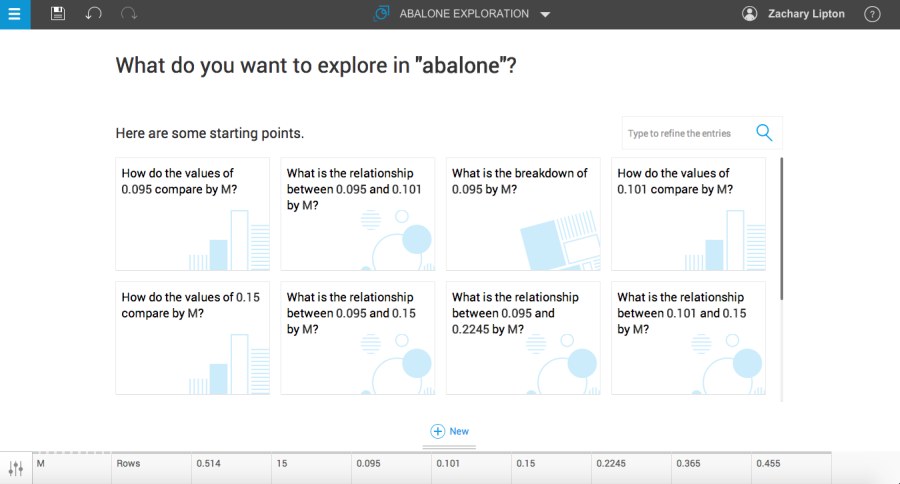 ABALONE EXPLORATION
Zachary Lipton
?
What do you want to explore in "abalone"?
Here are some starting points.
Type to refine the entries
How do the values of
0.095 compare by M?
What is the relationship
between 0.095 and 0.101
by M?
What is the breakdown of
0.095 by M?
How do the values of
0.101 compare by M?
How do the values of 0.15
compare by M?
What is the relationship
between 0.095 and 0.15
by M?
What is the relationship
between 0.095 and
0.2245 by M?
What is the relationship
between 0.101 and 0.15
by M?
New
M
Rows
0.514
15
0.095
0.101
0.15
0.2245
0.365
0.455